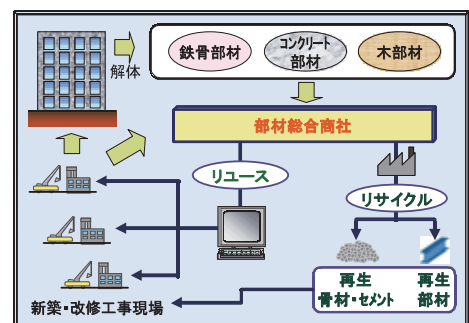 鉄骨部材
コンクリート
部材
木部材
解体
部材総合商社
リユース
リサイクル
再生
骨材・セメント
再生
部材
新築・改修工事現場